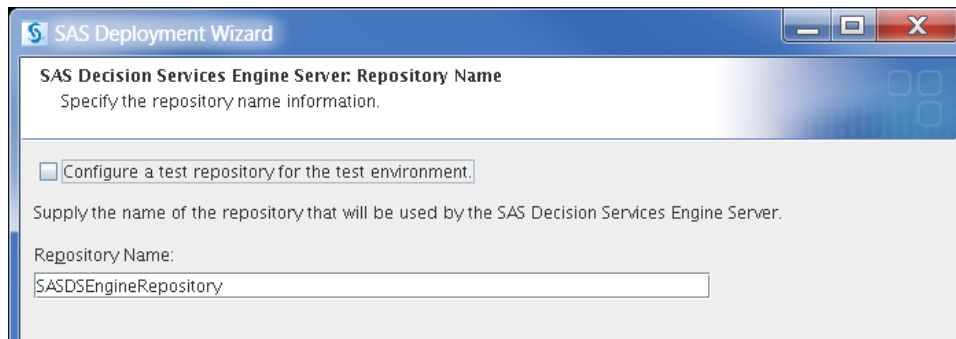 SAS Deployment Wizard
SAS Decision Services Engine Server: Repository Name
Specify the repository name information.
Configure a test repository for the test environment.
Supply the name of the repository that will be used by the SAS Decision Services Engine Server.
Repository Name:
SASDSEngineRepository